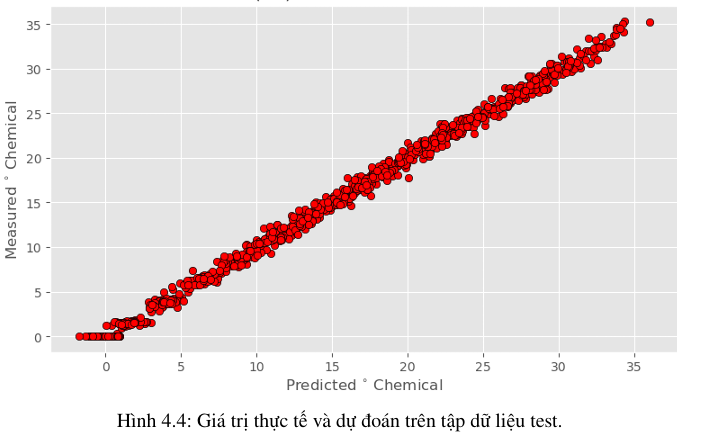 35
30
25
20
15
10
5
0
Measured ° Chemical
0 5 10 15 20 25 30 35
Predicted ° Chemical
Hình 4.4: Giá trị thực tế và dự đoán trên tập dữ liệu test.